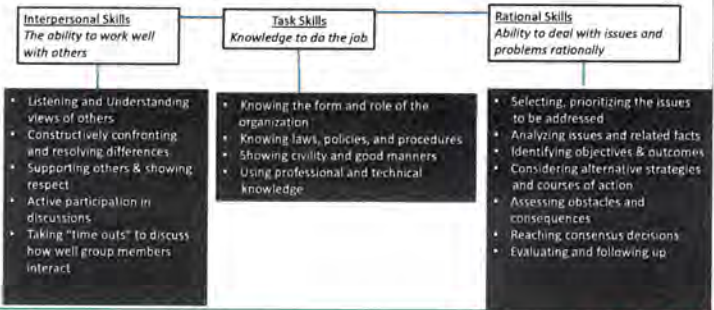 Interpersonal Skills
The ability to work well
with others
• Listening and Understanding
views of others
• Constructively confronting
and resolving differences
• Supporting others & showing
respect
• Active participation in
discussions
• Taking "time outs" to discuss
how well group members
interact
Task Skills
Knowledge to do the job
• Knowing the form and role of the
organization
• Knowing laws, policies, and procedures
• Showing civility and good manners
• Using professional and technical
knowledge
Rational Skills
Ability to deal with issues and
problems rationally
• Selecting, prioritizing the issues
to be addressed
• Analyzing issues and related facts
• Identifying objectives & outcomes
• Considering alternative strategies
and courses of action
• Assessing obstacles and
consequences
• Reaching consensus decisions
• Evaluating and following up